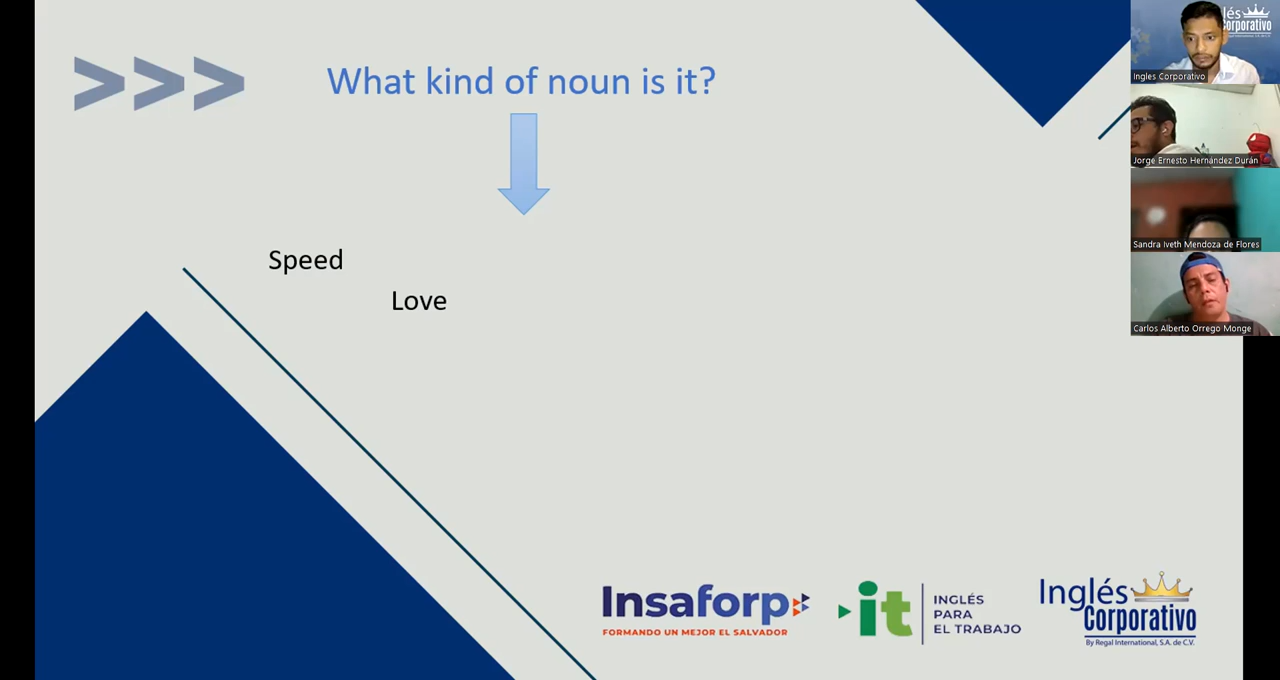 >>> What kind of noun is it?
Speed
Love
Insaforp
FORMANDO UN MEJOR EL SALVADOR
it
INGLÉS
PARA
EL TRABAJO
Inglés
Corporativo
By Regal International, S.A. de C.V.
lés
Corporativo
Ingles Corporativo
Jorge Ernesto Hernández Durán
Sandra Iveth Mendoza de Flores
Carlos Alberto Orrego Monge